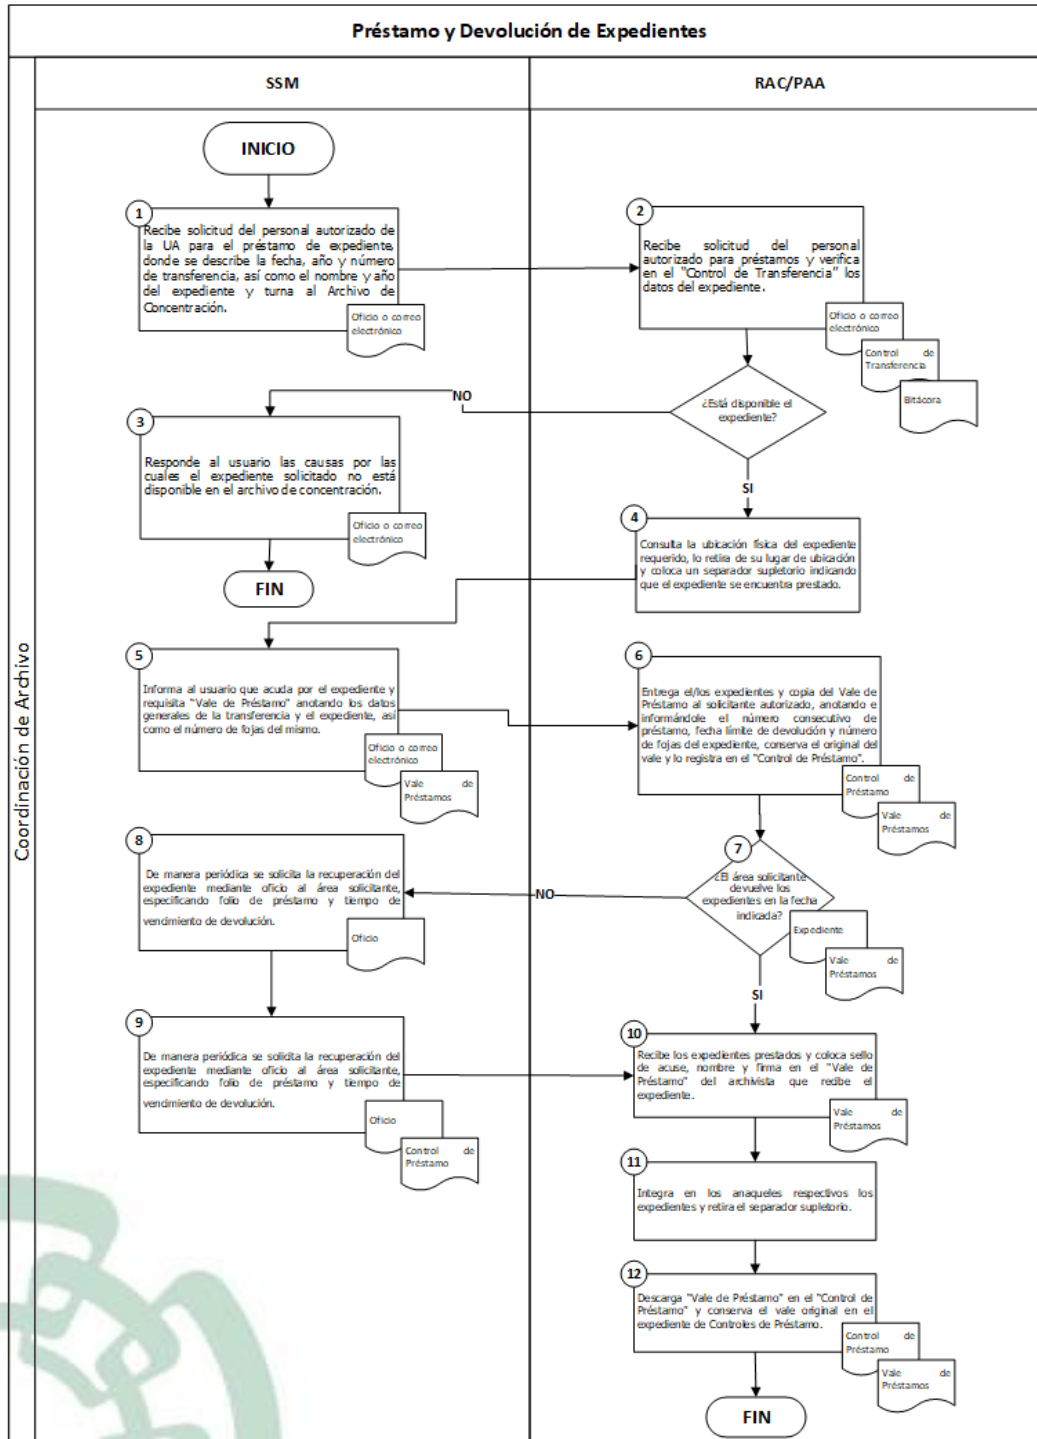 Préstamo y Devolución de Expedientes
SSM
RAC/PAA
Coordinación de Archivo
INICIO
1
Recibe solicitud del personal autorizado de
la UA para el préstamo de expediente,
donde se describe la fecha, año y número
de transferencia, así como el nombre y año
del expediente y turna al Archivo de
Concentración.
Oficio o correo
electrónico
2
Recibe solicitud del personal
autorizado para préstamos y verifica
en el "Control de Transferencia" los
datos del expediente.
Oficio o correo
electrónico
Control de
Transferencia
Bitácora
¿Está disponible el
expediente?
NO
SI
3
Responde al usuario las causas por las
cuales el expediente solicitado no está
disponible en el archivo de concentración.
Oficio o correo
electrónico
FIN
4
Consulta la ubicación física del expediente
requerido, lo retira de su lugar de ubicación
y coloca un separador supletorio indicando
que el expediente se encuentra prestado.
5
Informa al usuario que acuda por el expediente y
requisita "Vale de Préstamo" anotando los datos
generales de la transferencia y el expediente, así
como el número de fojas del mismo.
Oficio o correo
electrónico
Vale de
Préstamos
6
Entrega el/los expedientes y copia del Vale de
Préstamo al solicitante autorizado, anotando e
informándole el número consecutivo de
préstamo, fecha límite de devolución y número
de fojas del expediente, conserva el original del
vale y lo registra en el "Control de Préstamo".
Control de
Préstamo
Vale de
Préstamos
7
¿El área solicitante
devuelve los
expedientes en la fecha
indicada?
Expediente
Vale de
Préstamos
NO
SI
8
De manera periódica se solicita la recuperación del
expediente mediante oficio al área solicitante,
especificando folio de préstamo y tiempo de
vencimiento de devolución.
Oficio
9
De manera periódica se solicita la recuperación del
expediente mediante oficio al área solicitante,
especificando folio de préstamo y tiempo de
vencimiento de devolución.
Oficio
Control de
Préstamo
10
Recibe los expedientes prestados y coloca sello
de acuse, nombre y firma en el "Vale de
Préstamo" del archivista que recibe el
expediente.
Vale de
Préstamos
11
Integra en los anaqueles respectivos los
expedientes y retira el separador supletorio.
12
Descarga "Vale de Préstamo" en el "Control de
Préstamo" y conserva el vale original en el
expediente de Controles de Préstamo.
Control de
Préstamo
Vale de
Préstamos
FIN